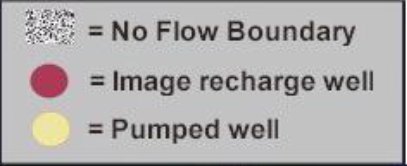 = No Flow Boundary
= Image recharge well
= Pumped well